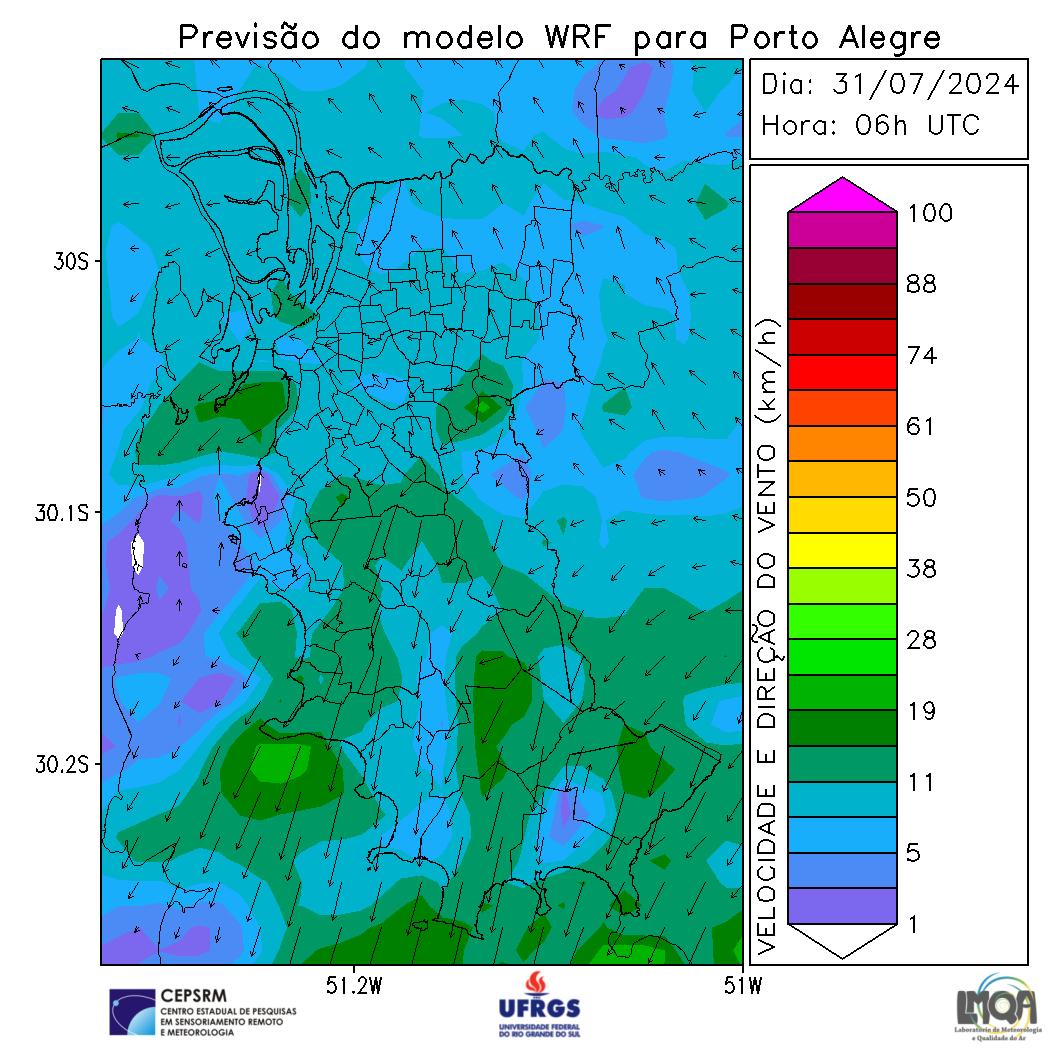 Previsão do modelo WRF para Porto Alegre
Dia: 31/07/2024
Hora: 06h UTC
30S
30.1S
30.2S
51.2W
51W
VELOCIDADE E DIREÇÃO DO VENTO (km/h)
100
88
74
61
50
38
28
19
11
5
1
CEPSRM
CENTRO ESTADUAL DE PESQUISAS
EM SENSORIAMENTO REMOTO
E METEOROLOGIA
UFRGS
UNIVERSIDADE FEDERAL
DO RIO GRANDE DO SUL
LMQA
Laboratório de Meteorologia
e Qualidade do Ar